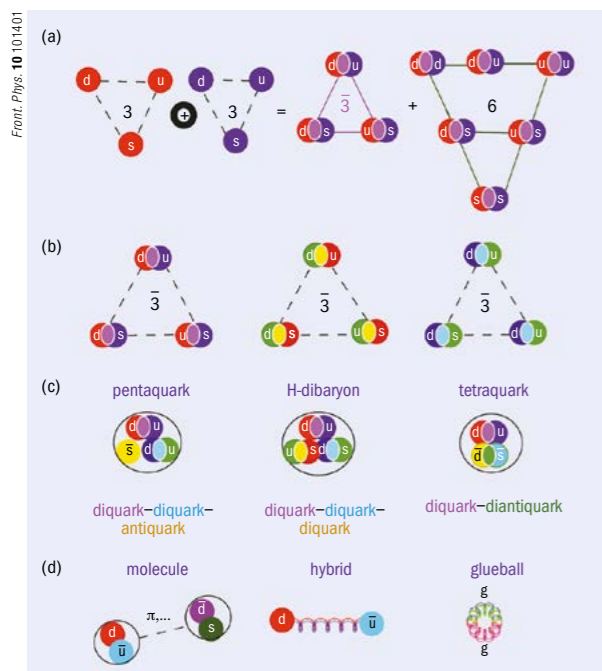 Front. Phys. 10 101401
(a)
d u d u d u d d d u u u
3 + 3 = 3̄ + 6
s s d s u s d s u s
s s
(b)
d u d u d u
3̄ 3̄ 3̄
d s u s d s u s d s d u
(c)
pentaquark H-dibaryon tetraquark
d u d u d u
s̄ d u u s d s d̄ s̄
diquark–diquark– diquark–diquark– diquark–diantiquark
antiquark diquark
(d)
molecule hybrid glueball
d ū π,... d̄ s d ū g g